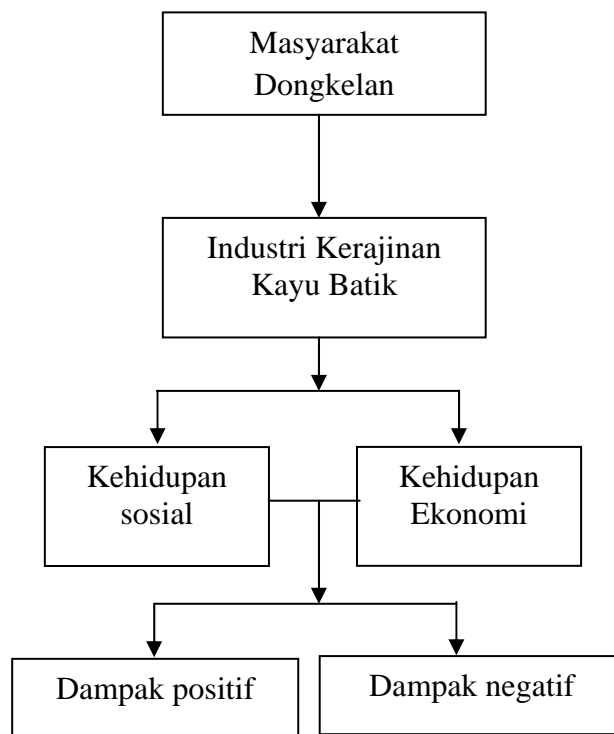 Masyarakat
Dongkelan
Industri Kerajinan
Kayu Batik
Kehidupan
sosial
Kehidupan
Ekonomi
Dampak positif
Dampak negatif